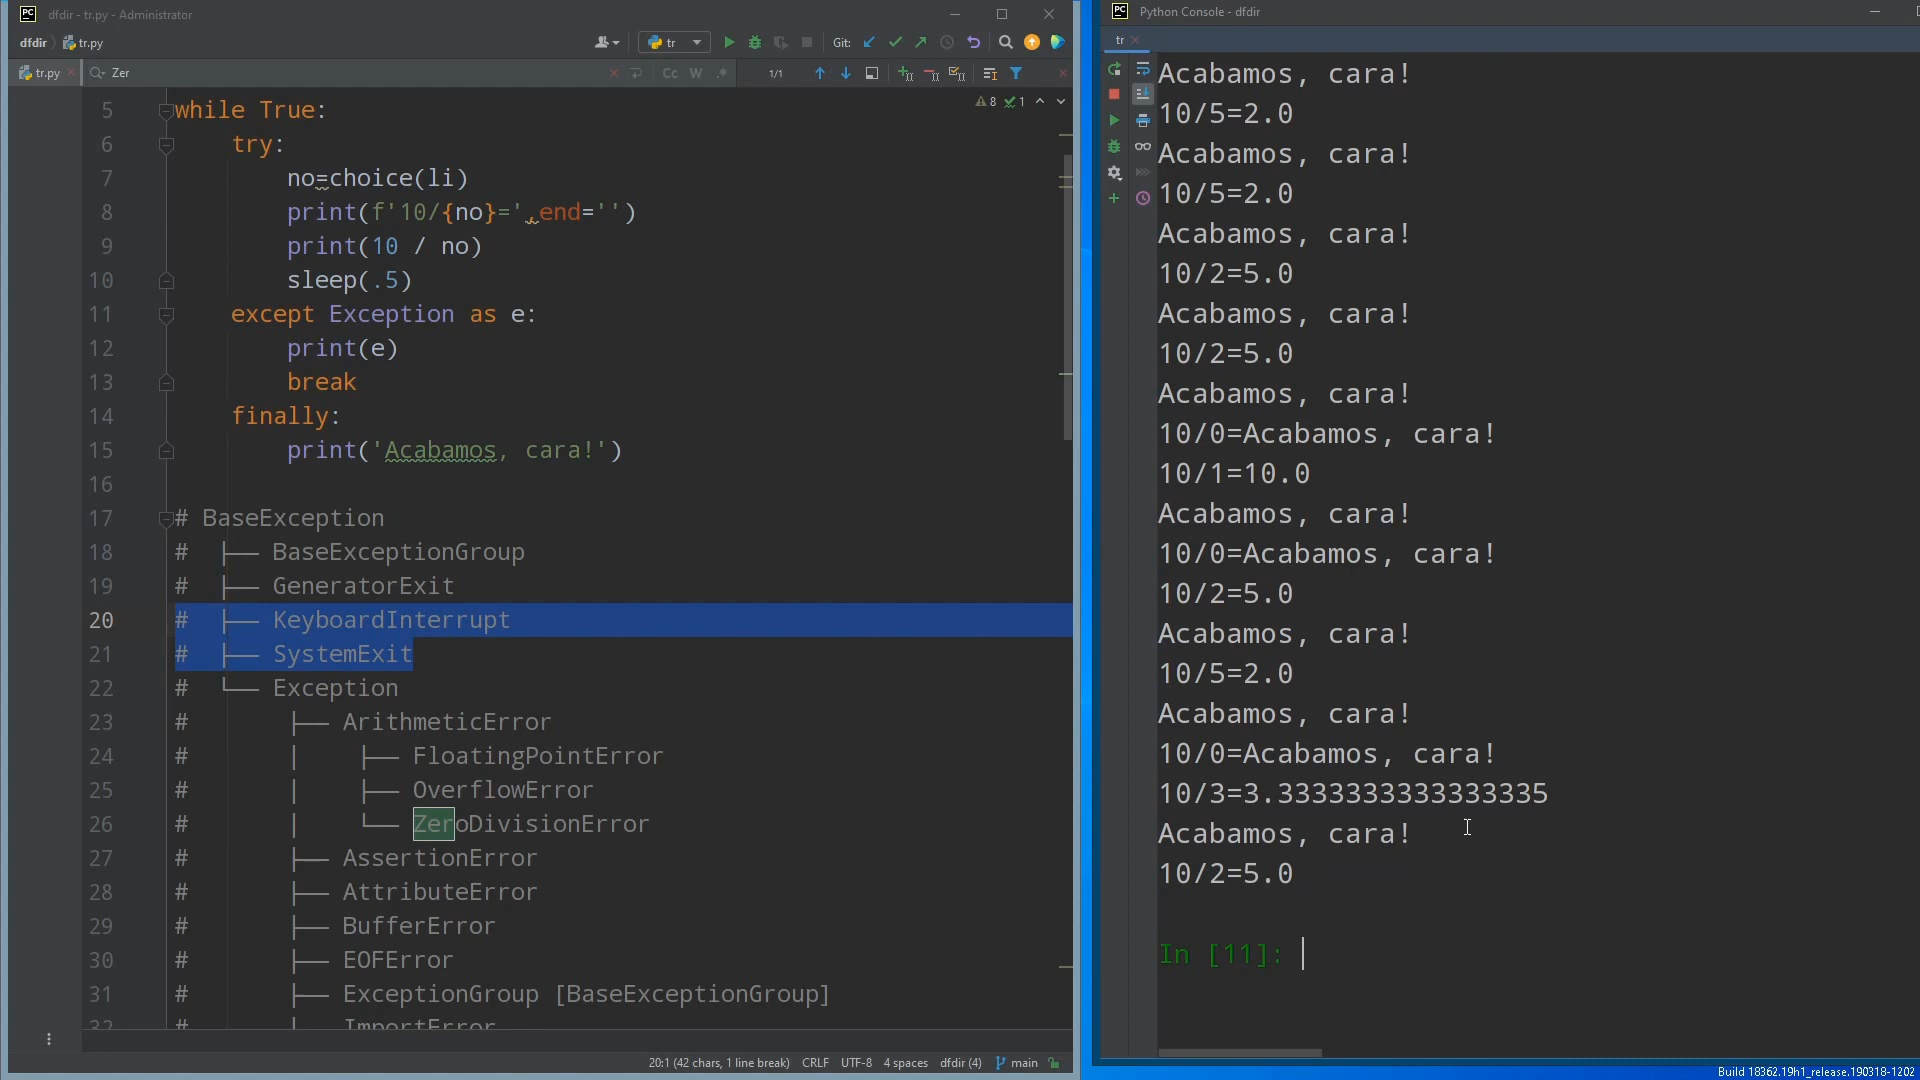 dfdir - tr.py - Administrator
dfdir tr.py
tr
Git:
tr.py
Zer
Cc W .*
1/1
8 1
5 while True:
6 try:
7 no=choice(li)
8 print(f'10/{no}=',end='')
9 print(10 / no)
10 sleep(.5)
11 except Exception as e:
12 print(e)
13 break
14 finally:
15 print('Acabamos, cara!')
16
17 # BaseException
18 # ├── BaseExceptionGroup
19 # ├── GeneratorExit
20 # ├── KeyboardInterrupt
21 # ├── SystemExit
22 # └── Exception
23 # ├── ArithmeticError
24 # │ ├── FloatingPointError
25 # │ ├── OverflowError
26 # │ └── ZeroDivisionError
27 # ├── AssertionError
28 # ├── AttributeError
29 # ├── BufferError
30 # ├── EOFError
31 # ├── ExceptionGroup [BaseExceptionGroup]
32 # ├── ImportError
20:1 (42 chars, 1 line break) CRLF UTF-8 4 spaces dfdir (4) main
Python Console - dfdir
tr
Acabamos, cara!
10/5=2.0
Acabamos, cara!
10/5=2.0
Acabamos, cara!
10/2=5.0
Acabamos, cara!
10/2=5.0
Acabamos, cara!
10/0=Acabamos, cara!
10/1=10.0
Acabamos, cara!
10/0=Acabamos, cara!
10/2=5.0
Acabamos, cara!
10/5=2.0
Acabamos, cara!
10/0=Acabamos, cara!
10/3=3.3333333333333335
Acabamos, cara!
10/2=5.0
In [11]:
Build 18362.19h1_release.190318-1202